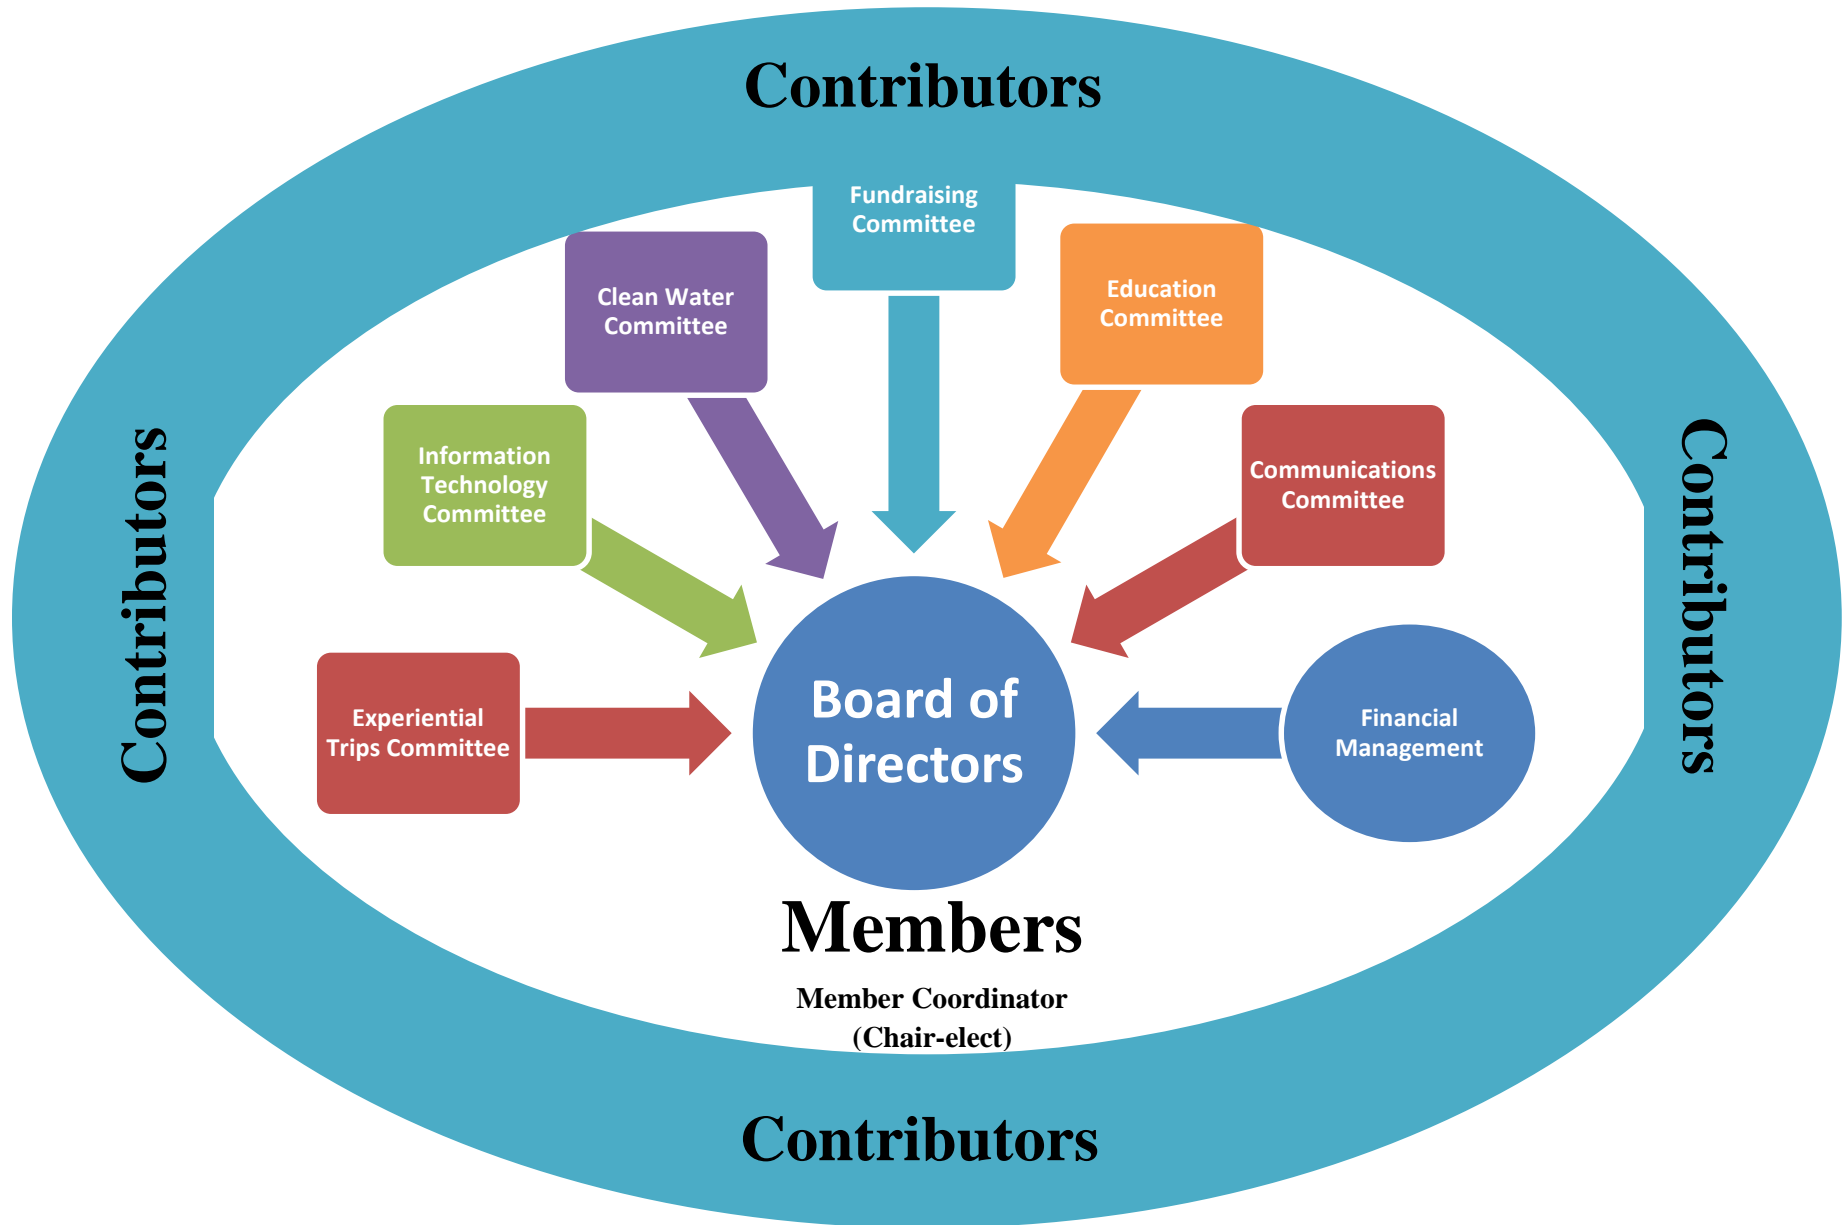 Contributors
Fundraising
Committee
Clean Water
Committee
Education
Committee
Information
Technology
Committee
Communications
Committee
Contributors
Contributors
Experiential
Trips Committee
Board of
Directors
Financial
Management
Members
Member Coordinator
(Chair-elect)
Contributors